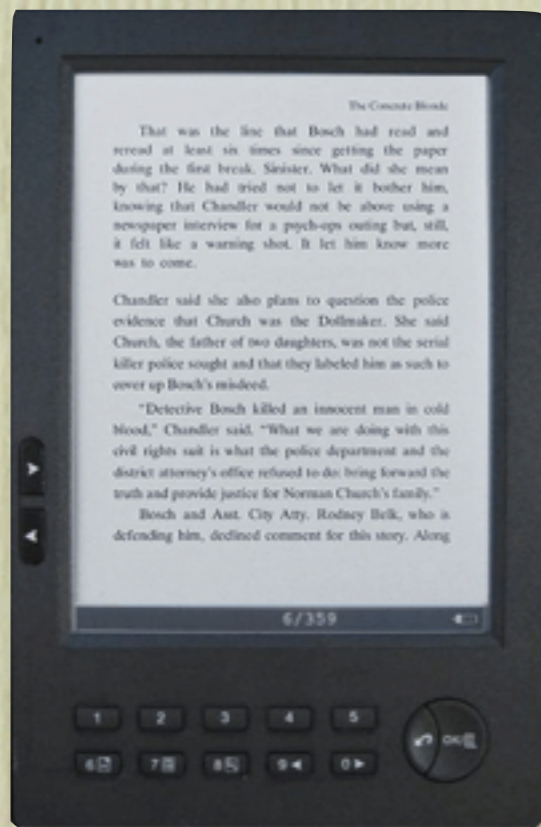 The Concrete Blonde
That was the line that Bosch had read and
reread at least six times since getting the paper
during the first break. Sinister. What did she mean
by that? He had tried not to let it bother him,
knowing that Chandler would not be above using a
newspaper interview for a psych-ops outing but, still,
it felt like a warning shot. It let him know more
was to come.
Chandler said she also plans to question the police
evidence that Church was the Dollmaker. She said
Church, the father of two daughters, was not the serial
killer police sought and that they labeled him as such to
cover up Bosch's misdeed.
"Detective Bosch killed an innocent man in cold
blood," Chandler said. "What we are doing with this
civil rights suit is what the police department and the
district attorney's office refused to do: bring forward the
truth and provide justice for Norman Church's family."
Bosch and Asst. City Atty. Rodney Belk, who is
defending him, declined comment for this story. Along
6/359
1 2 3 4 5
6 7 8 9 0
OK